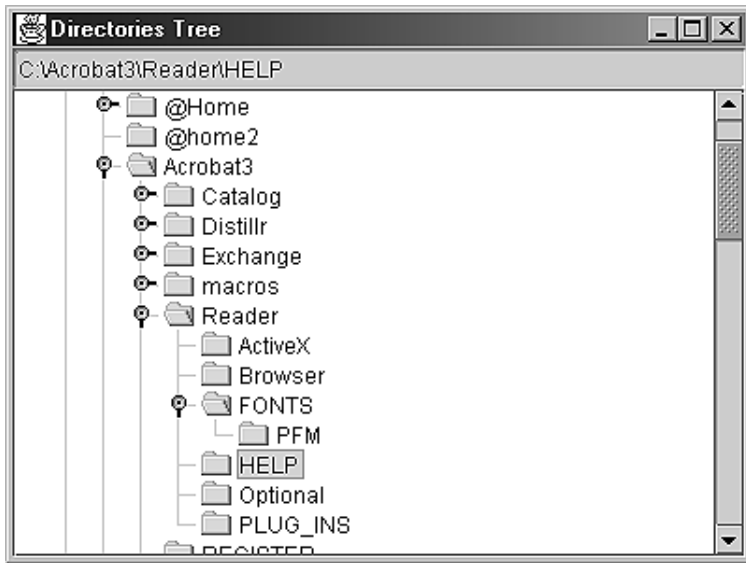 Directories Tree
C:\Acrobat3\Reader\HELP
@Home
@home2
Acrobat3
Catalog
Distillr
Exchange
macros
Reader
ActiveX
Browser
FONTS
PFM
HELP
Optional
PLUG_INS
REGISTER